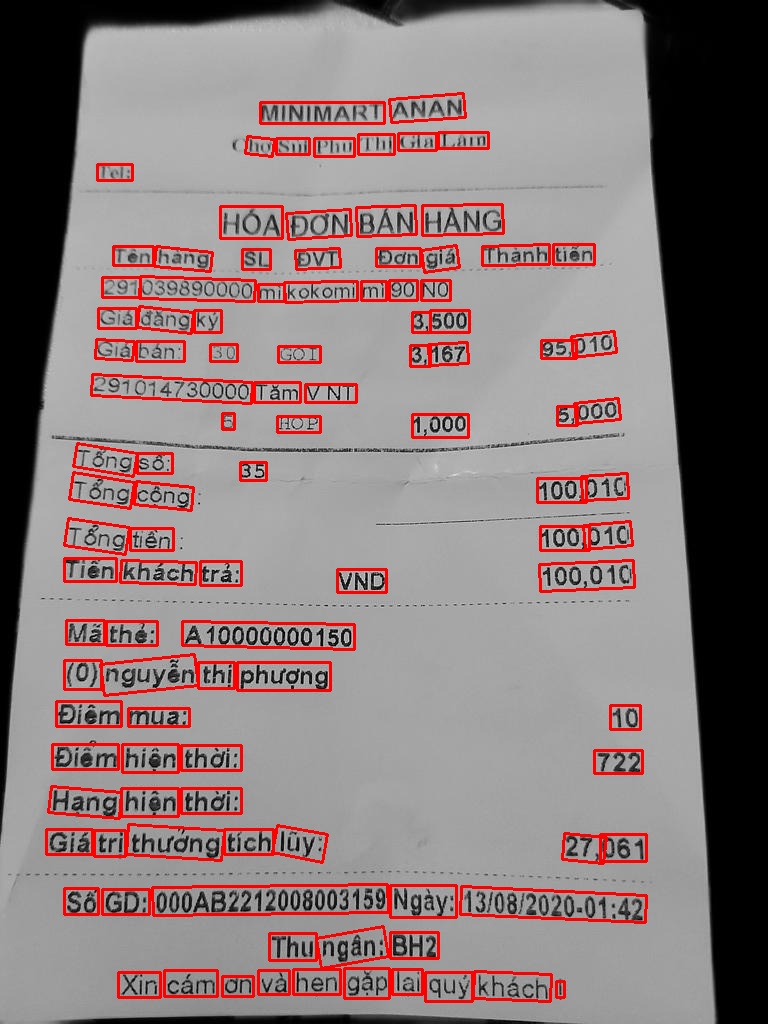 MINIMART ANAN
Chợ Sủi Phú Thị Gia Lâm
Tel:
HÓA ĐƠN BÁN HÀNG
Tên hàng SL ĐVT Đơn giá Thành tiền
291039890000 mi kokomi mi 90 N0
Giá đăng ký 3,500
Giá bán: 30 GOI 3,167 95,010
291014730000 Tăm V NT
5 HOP 1,000 5,000
Tổng số: 35
Tổng cộng : 100,010
Tổng tiền : 100,010
Tiền khách trả: VND 100,010
Mã thẻ: A10000000150
(0) nguyễn thị phượng
Điểm mua: 10
Điểm hiện thời: 722
Hạng hiện thời:
Giá trị thưởng tích lũy: 27,061
Số GD: 000AB2212008003159 Ngày: 13/08/2020-01:42
Thu ngân: BH2
Xin cám ơn và hẹn gặp lại quý khách !